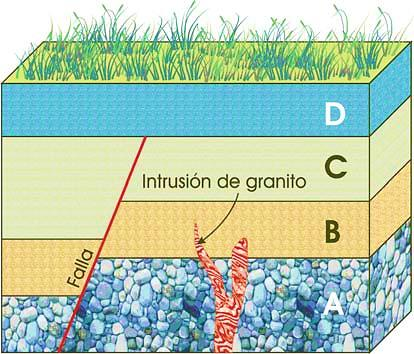 D
C
Intrusión de granito
B
Falla
A